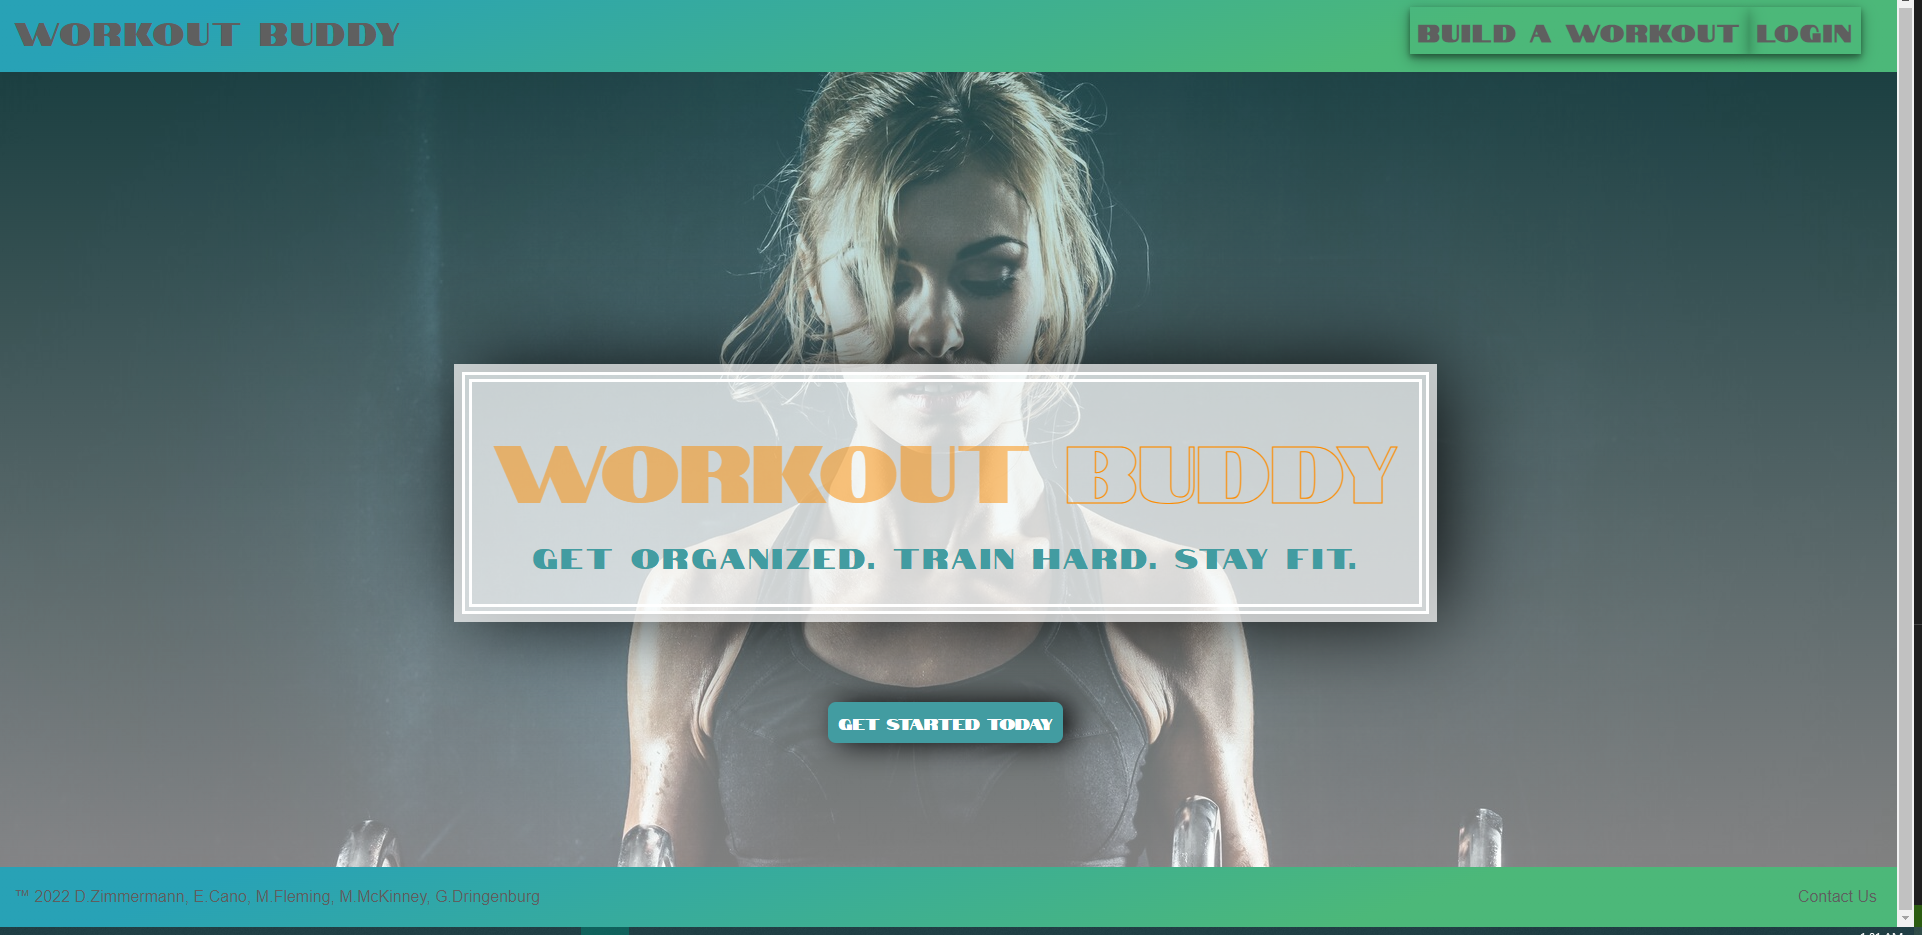 WORKOUT BUDDY
BUILD A WORKOUT LOGIN
WORKOUT BUDDY
GET ORGANIZED. TRAIN HARD. STAY FIT.
GET STARTED TODAY
™ 2022 D.Zimmermann, E.Cano, M.Fleming, M.McKinney, G.Dringenburg
Contact Us